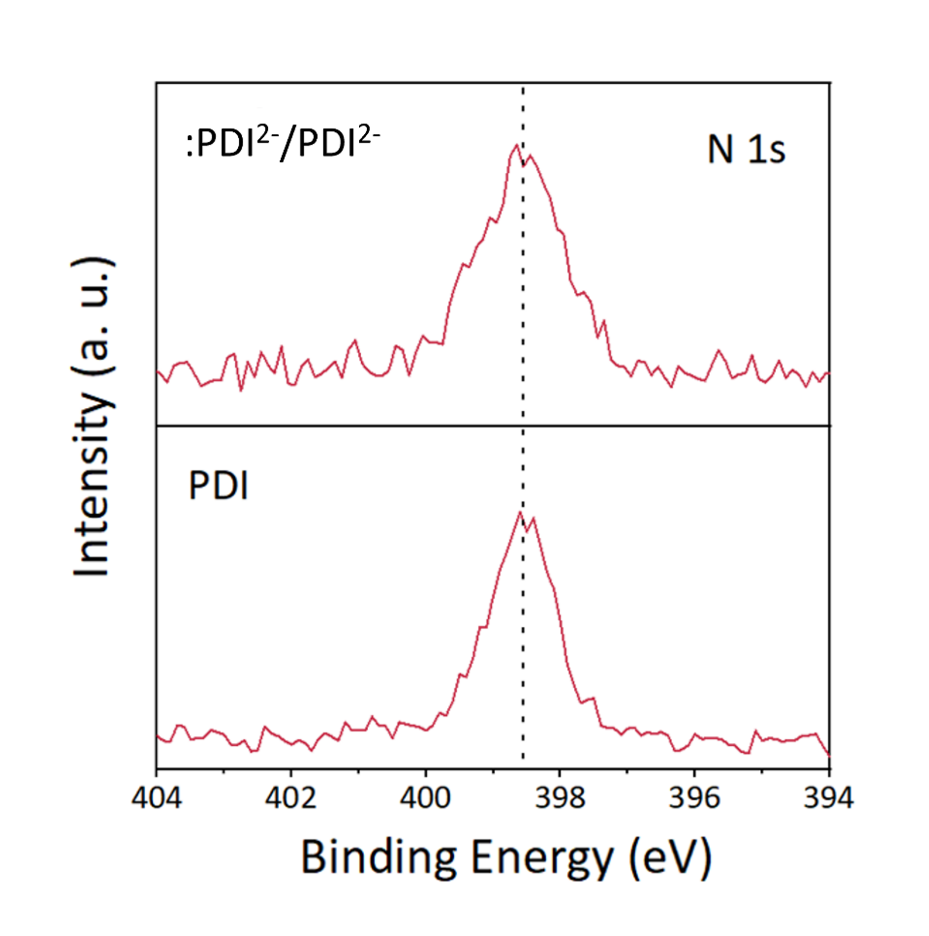 :PDI²⁻/PDI²⁻
N 1s
PDI
Intensity (a. u.)
404 402 400 398 396 394
Binding Energy (eV)